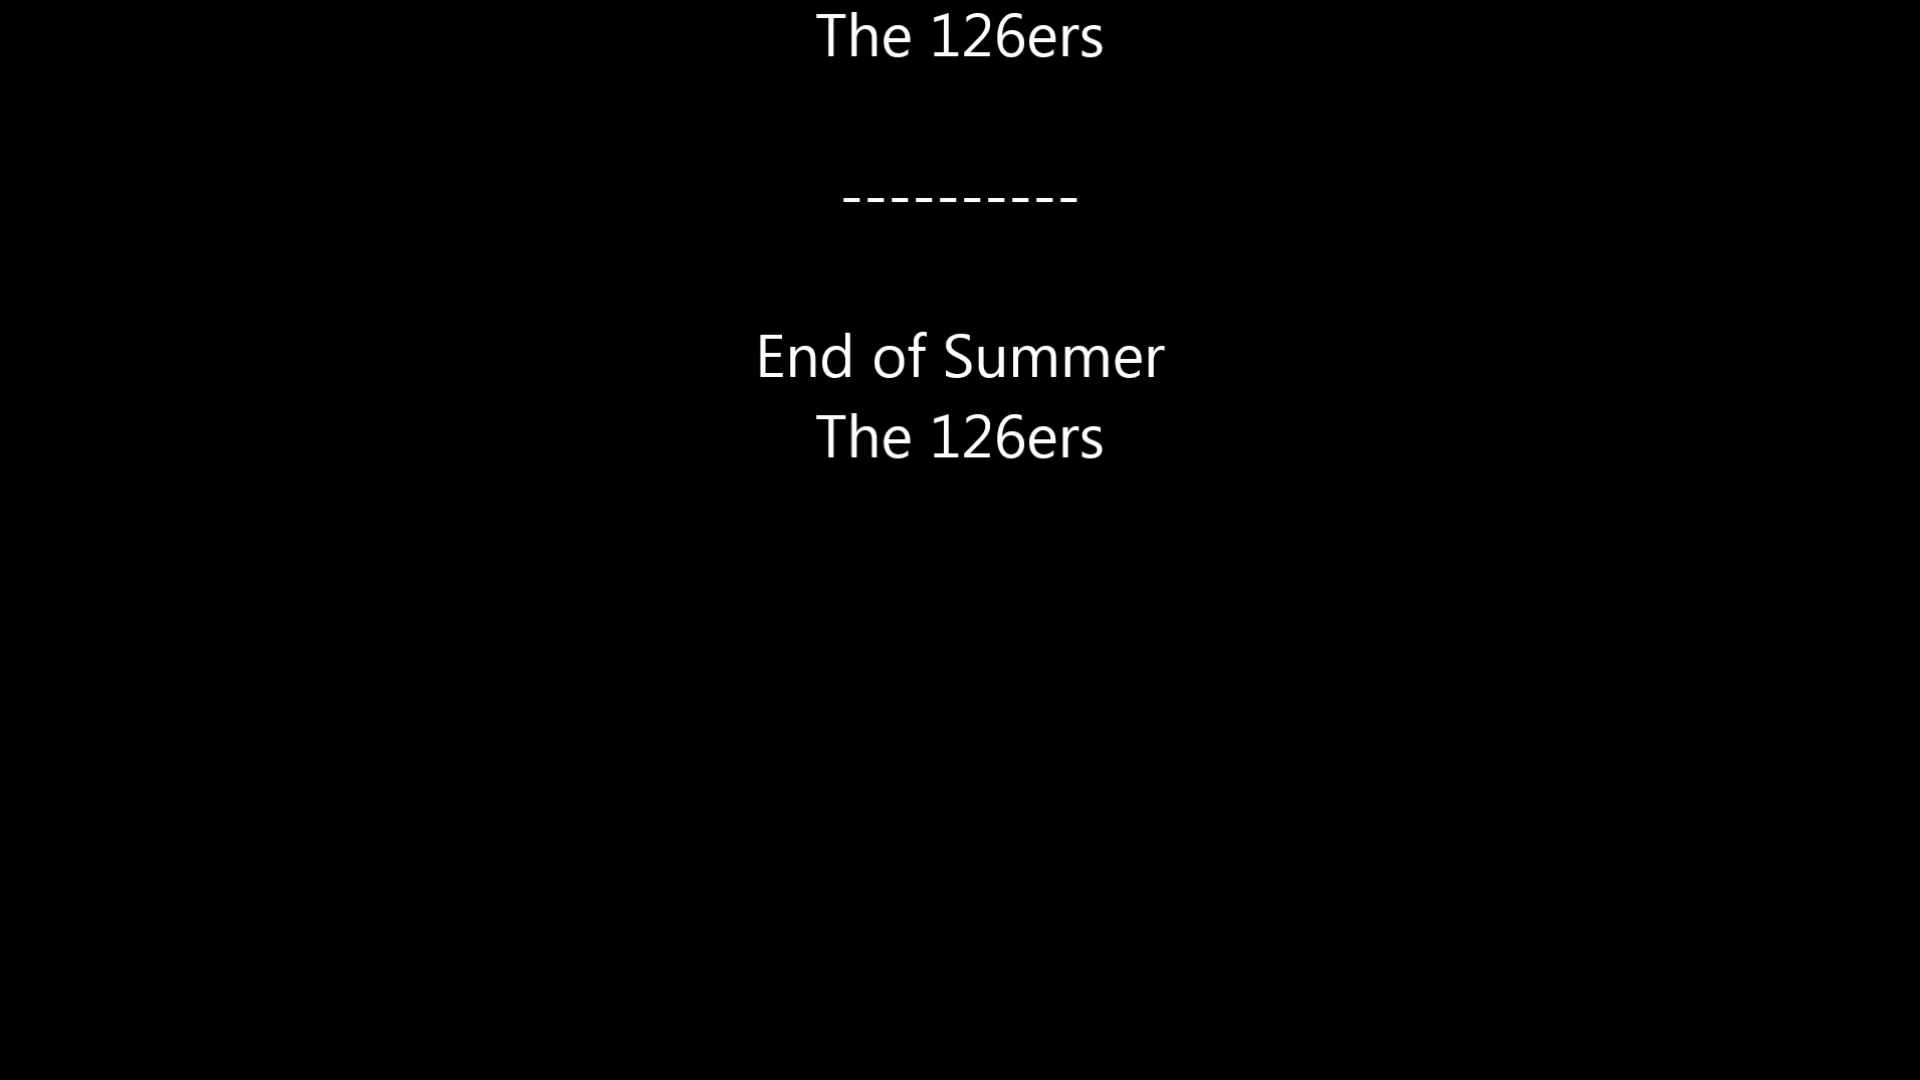 The 126ers
----------
End of Summer
The 126ers